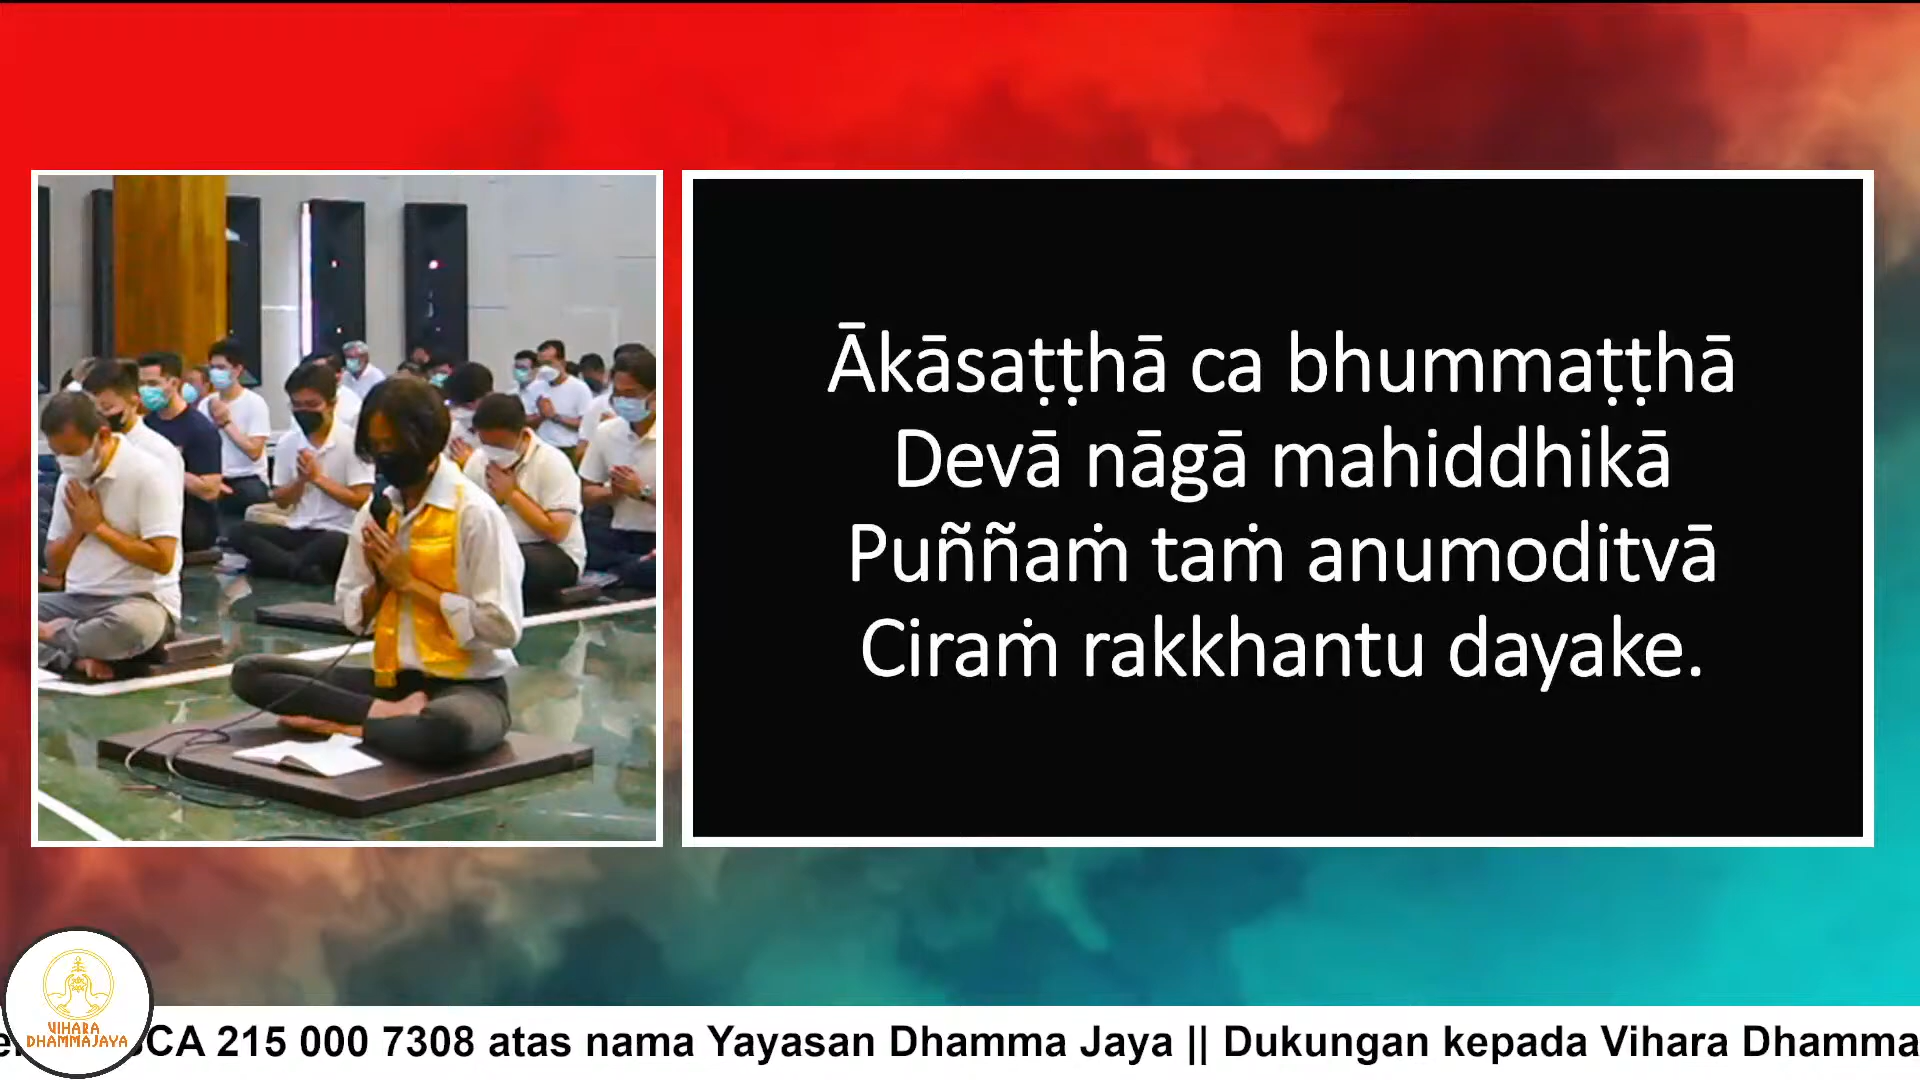 Ākāsaṭṭhā ca bhummaṭṭhā
Devā nāgā mahiddhikā
Puññaṁ taṁ anumoditvā
Ciraṁ rakkhantu dayake.
VIHARA
DHAMMAJAYA
CA 215 000 7308 atas nama Yayasan Dhamma Jaya || Dukungan kepada Vihara Dhamma